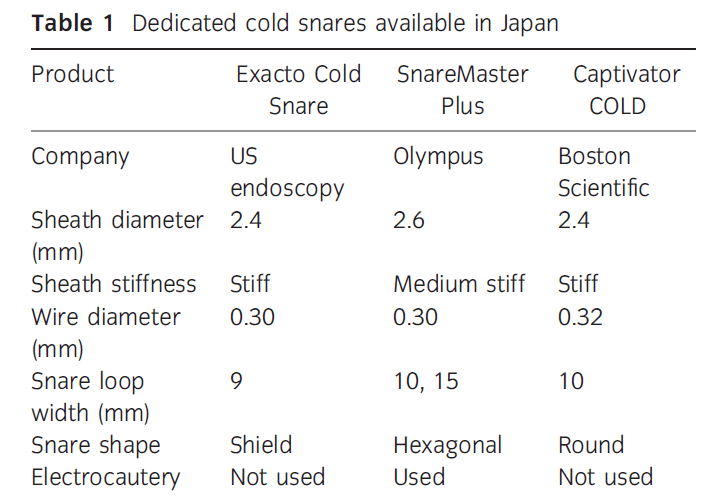 Table 1 Dedicated cold snares available in Japan
Product Exacto Cold SnareMaster Captivator
Snare Plus COLD
Company US Olympus Boston
endoscopy Scientific
Sheath diameter 2.4 2.6 2.4
(mm)
Sheath stiffness Stiff Medium stiff Stiff
Wire diameter 0.30 0.30 0.32
(mm)
Snare loop 9 10, 15 10
width (mm)
Snare shape Shield Hexagonal Round
Electrocautery Not used Used Not used